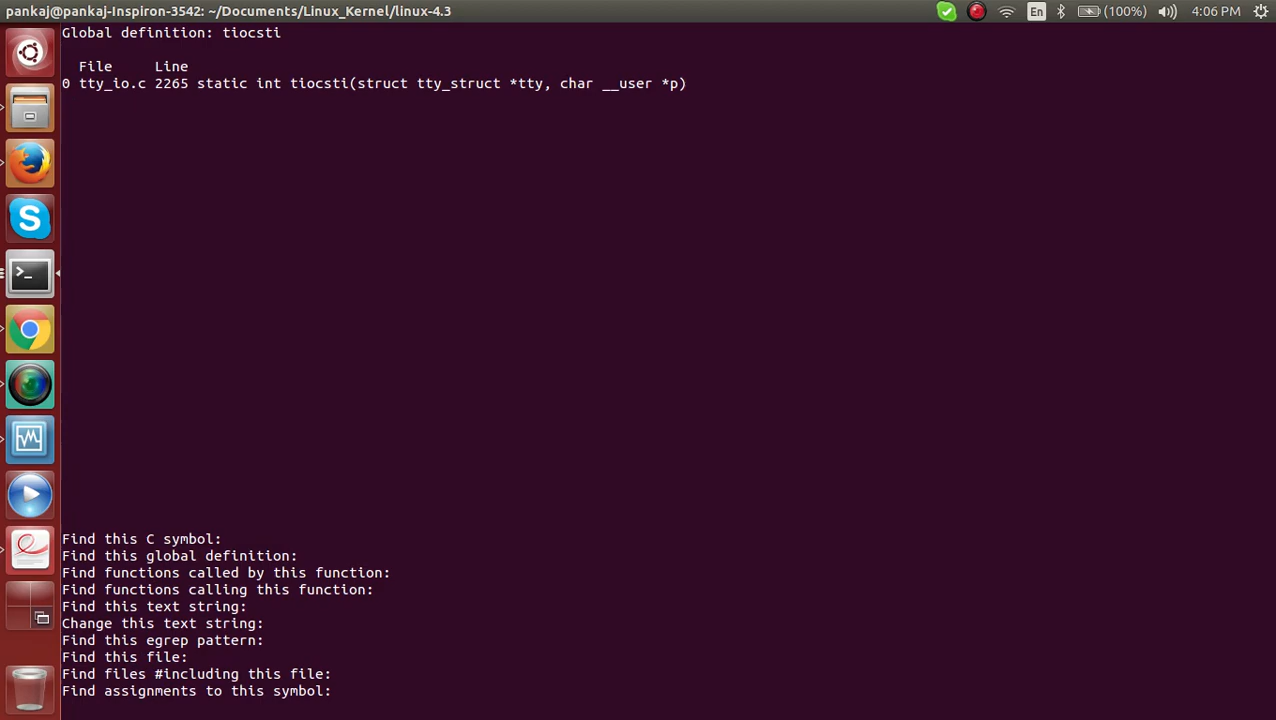 pankaj@pankaj-Inspiron-3542: ~/Documents/Linux_Kernel/linux-4.3
En
(100%)
4:06 PM
Global definition: tiocsti
File Line
0 tty_io.c 2265 static int tiocsti(struct tty_struct *tty, char __user *p)
S
>_
Find this C symbol:
Find this global definition:
Find functions called by this function:
Find functions calling this function:
Find this text string:
Change this text string:
Find this egrep pattern:
Find this file:
Find files #including this file:
Find assignments to this symbol: